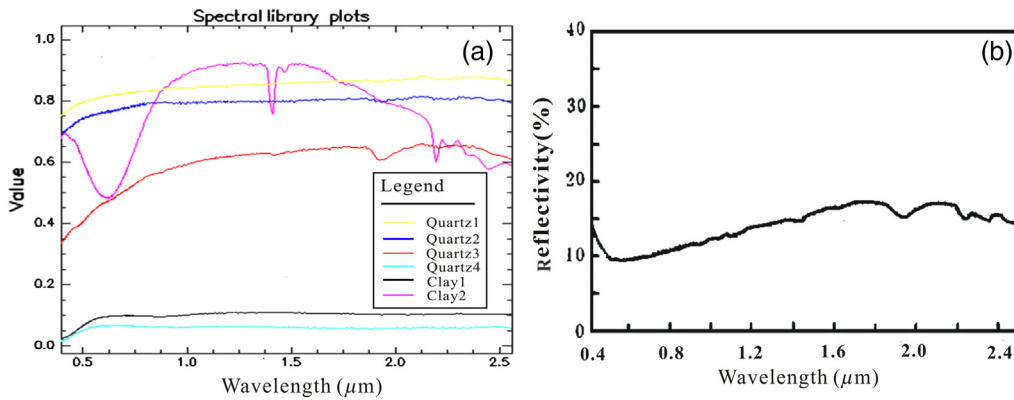 Spectral library plots
(a)
1.0
0.8
0.6
0.4
0.2
0.0
Value
Legend
Quartz1
Quartz2
Quartz3
Quartz4
Clay1
Clay2
0.5 1.0 1.5 2.0 2.5
Wavelength (μm)
(b)
40
30
20
10
0
Reflectivity(%)
0.4 0.8 1.2 1.6 2.0 2.4
Wavelength (μm)